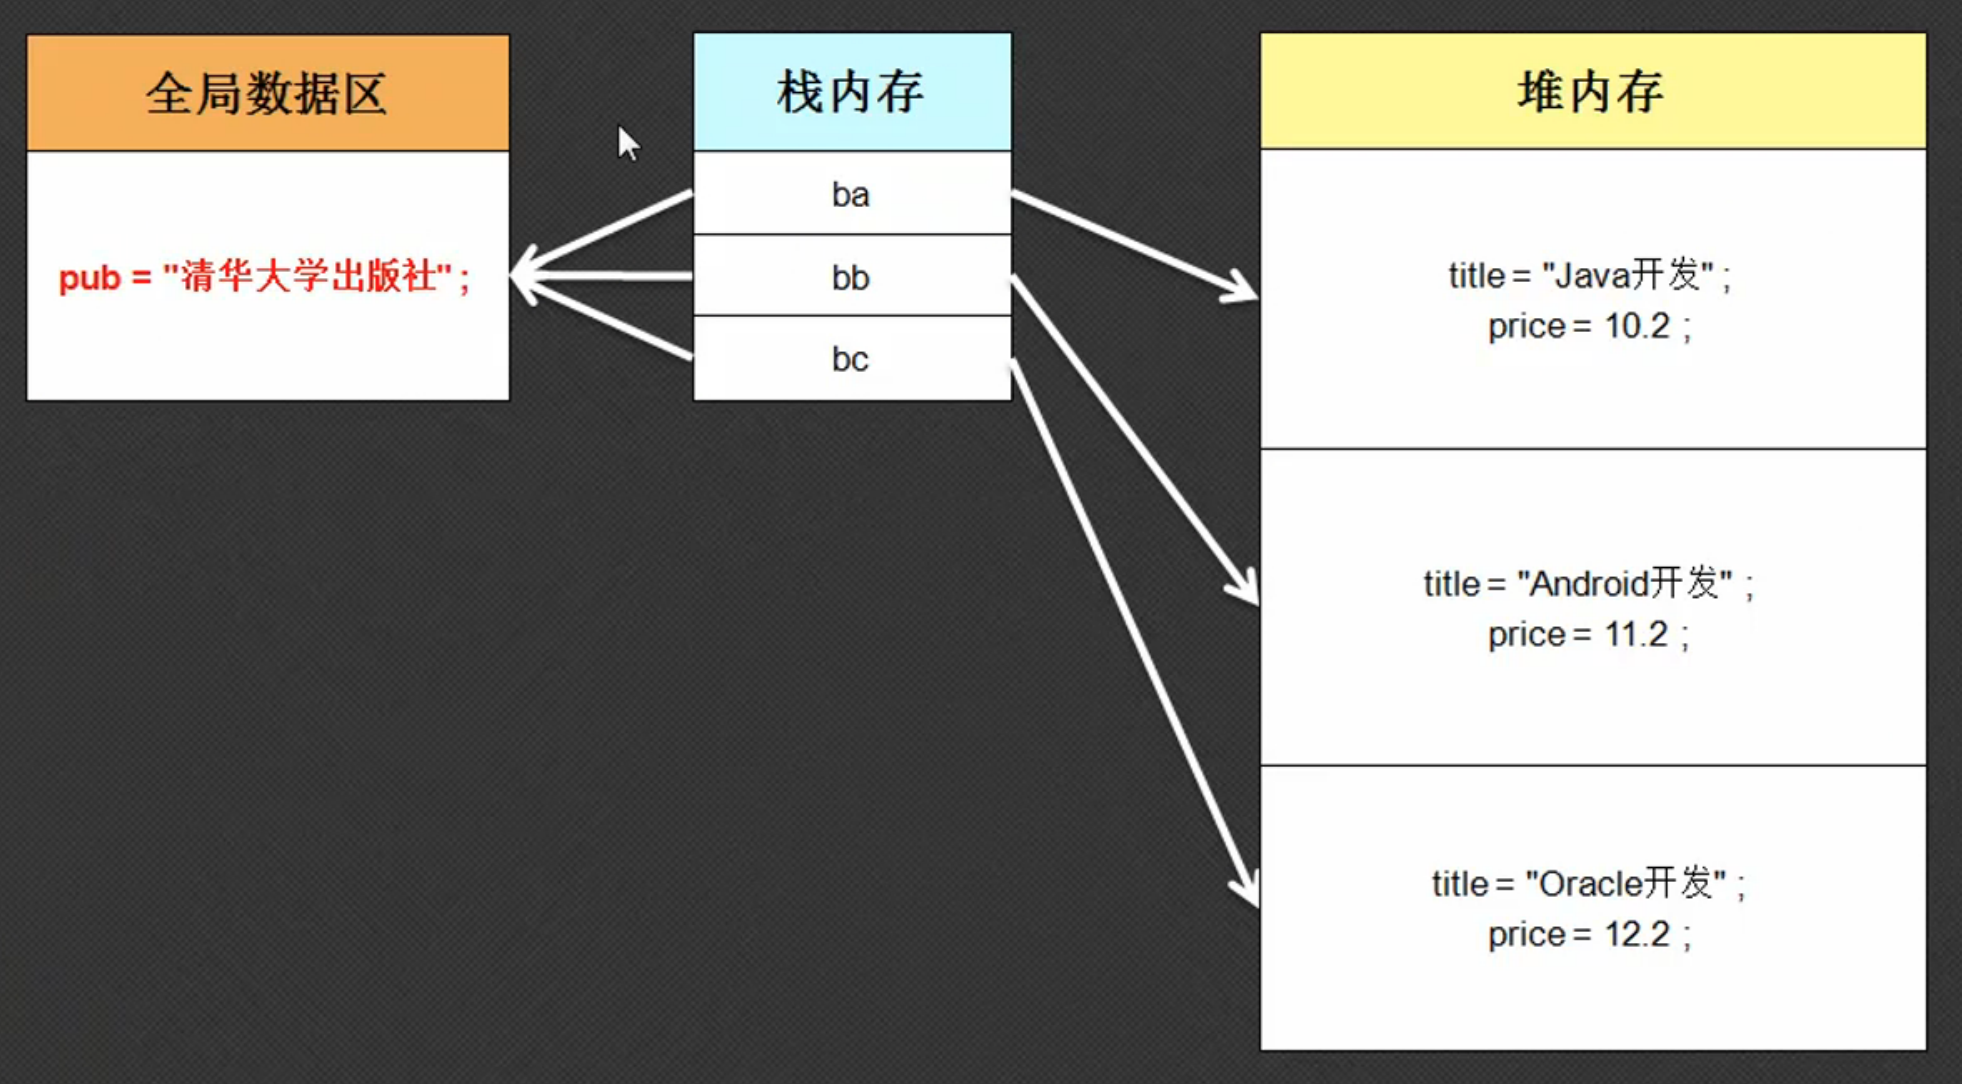 全局数据区
pub = "清华大学出版社" ;
栈内存
ba
bb
bc
堆内存
title = "Java开发" ;
price = 10.2 ;
title = "Android开发" ;
price = 11.2 ;
title = "Oracle开发" ;
price = 12.2 ;